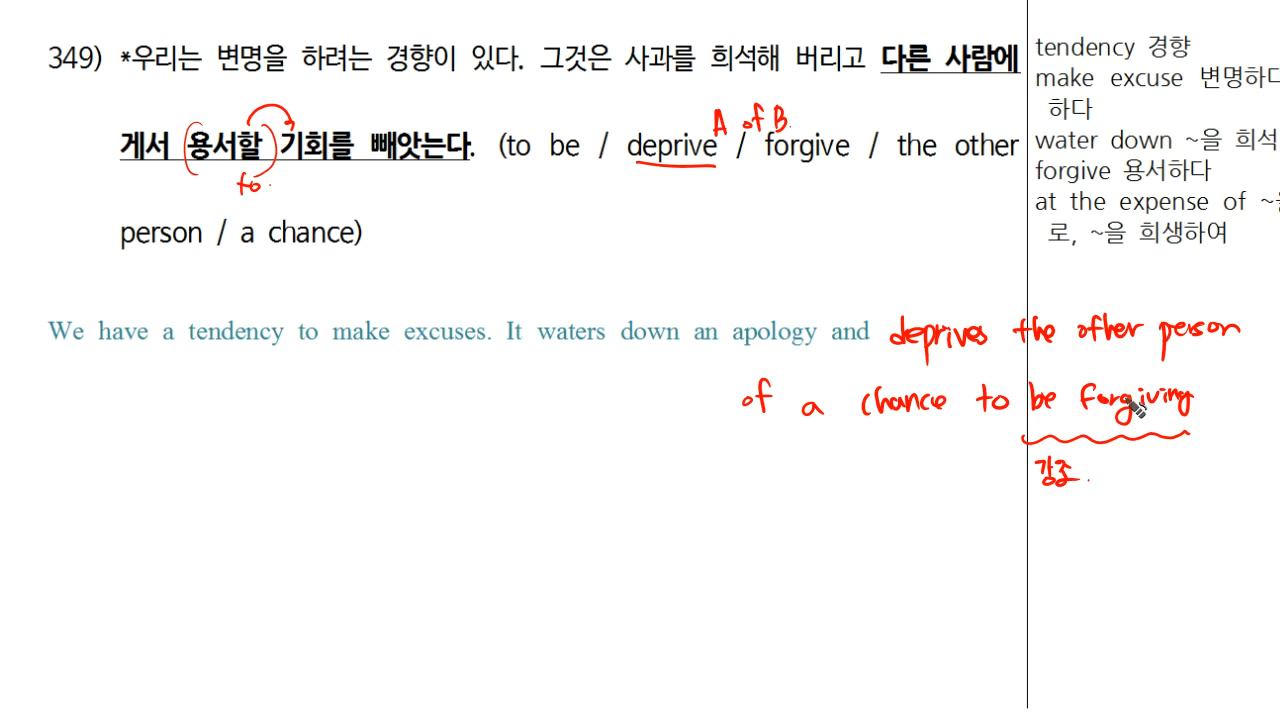 349) *우리는 변명을 하려는 경향이 있다. 그것은 사과를 희석해 버리고 다른 사람에
A of B.
게서 용서할 기회를 빼앗는다. (to be / deprive / forgive / the other
to.
person / a chance)
We have a tendency to make excuses. It waters down an apology and deprives the other person
of a chance to be forgiving
강조.
tendency 경향
make excuse 변명하다
하다
water down ~을 희석
forgive 용서하다
at the expense of ~
로, ~을 희생하여